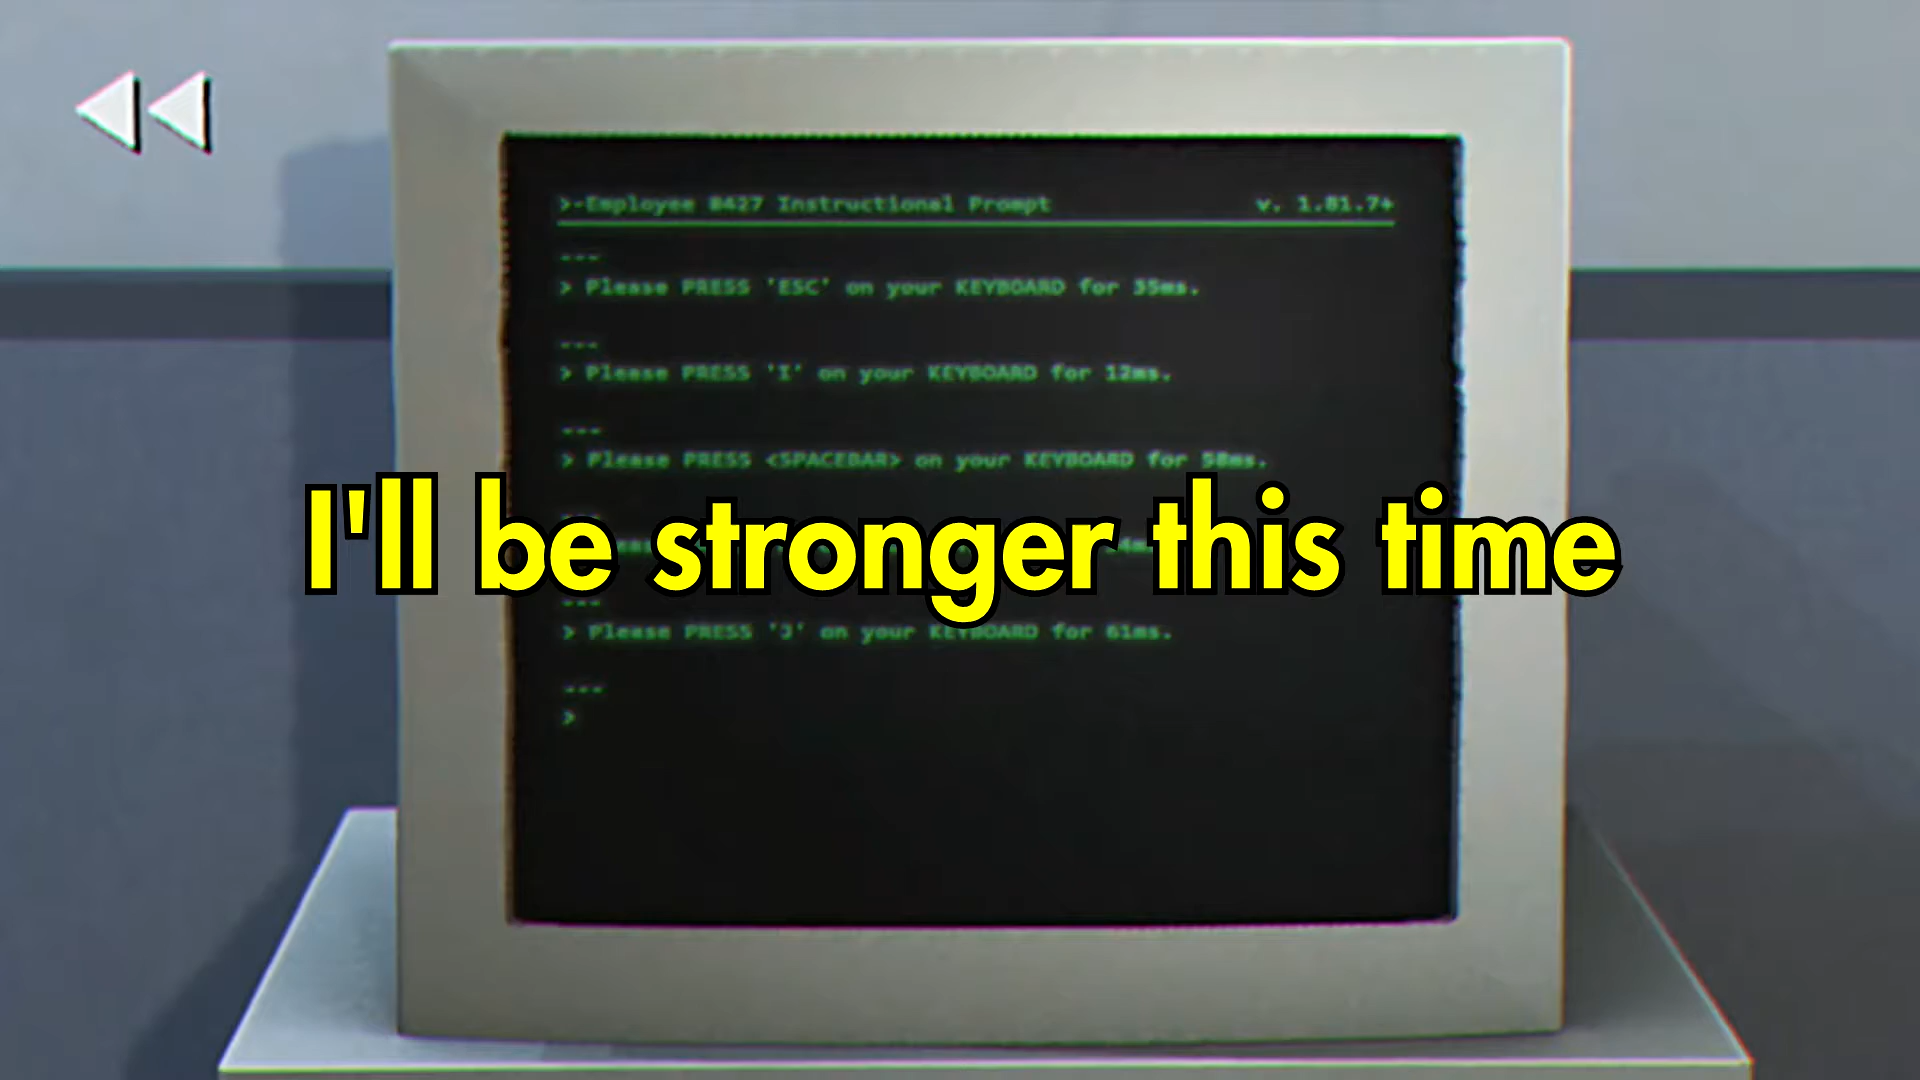 >-Employee #427 Instructional Prompt v. 1.81.7+
---
> Please PRESS 'ESC' on your KEYBOARD for 35ms.
---
> Please PRESS 'I' on your KEYBOARD for 12ms.
---
> Please PRESS <SPACEBAR> on your KEYBOARD for 58ms.
I'll be stronger this time
---
> Please PRESS 'J' on your KEYBOARD for 61ms.
---
>